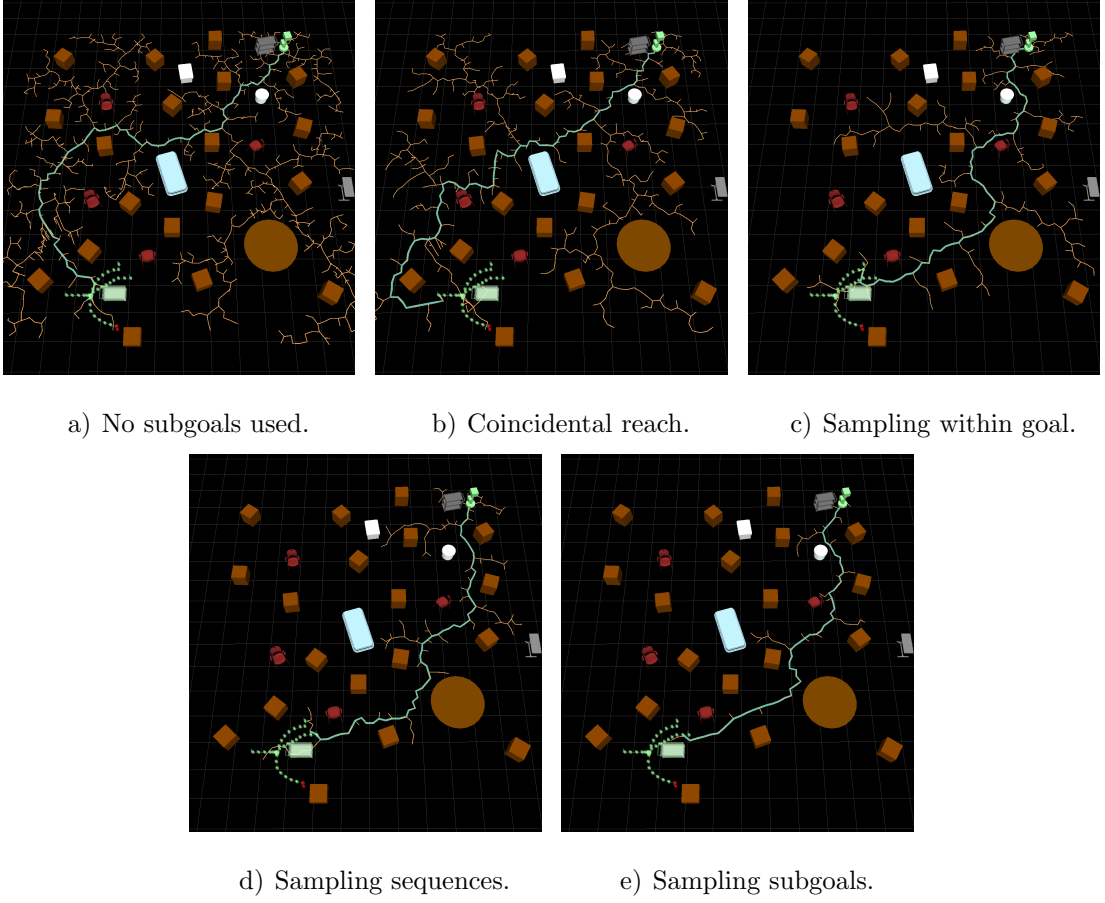 a) No subgoals used.
b) Coincidental reach.
c) Sampling within goal.
d) Sampling sequences.
e) Sampling subgoals.